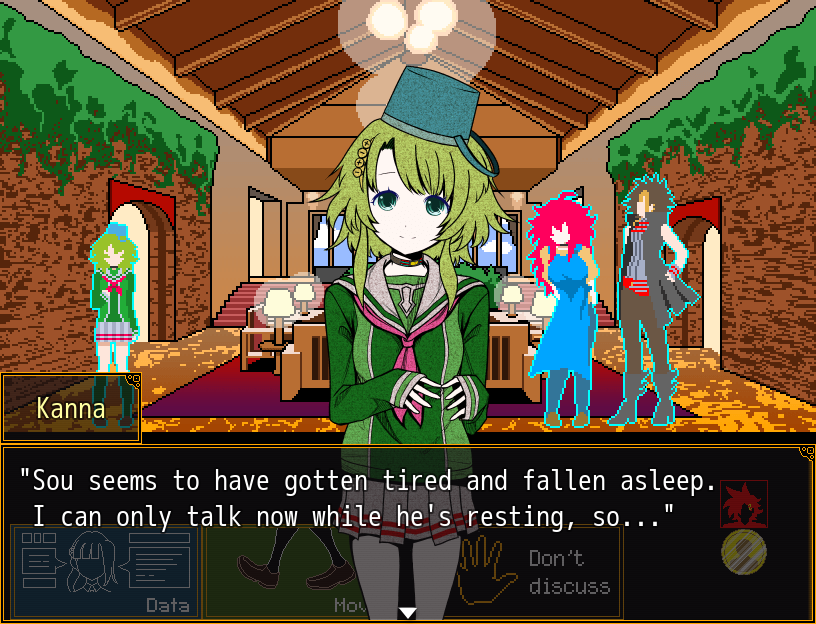 Kanna
"Sou seems to have gotten tired and fallen asleep.
I can only talk now while he's resting, so..."
Data
Mov
Don't
discuss